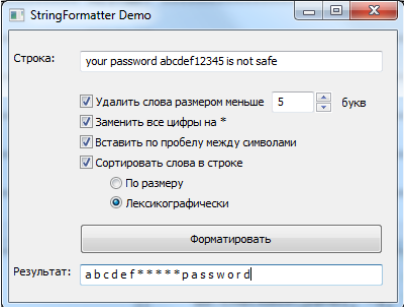 StringFormatter Demo
Строка: your password abcdef12345 is not safe
Удалить слова размером меньше 5 букв
Заменить все цифры на *
Вставить по пробелу между символами
Сортировать слова в строке
По размеру
Лексикографически
Форматировать
Результат: a b c d e f * * * * * p a s s w o r d